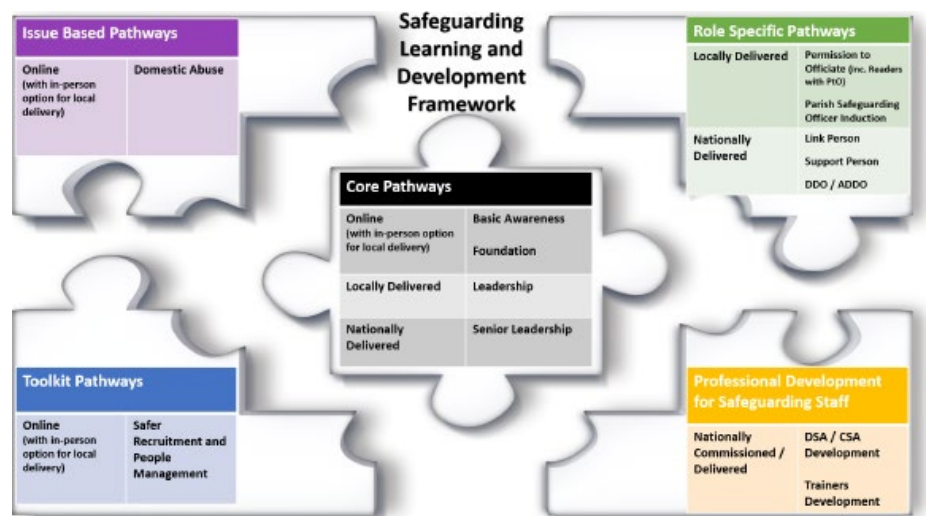 Safeguarding
Learning and
Development
Framework
Issue Based Pathways
Online
(with in-person
option for local
delivery)
Domestic Abuse
Role Specific Pathways
Locally Delivered
Permission to
Officiate (inc. Readers
with PtO)
Parish Safeguarding
Officer Induction
Nationally
Delivered
Link Person
Support Person
DDO / ADDO
Core Pathways
Online
(with in-person option
for local delivery)
Basic Awareness
Foundation
Locally Delivered
Leadership
Nationally
Delivered
Senior Leadership
Toolkit Pathways
Online
(with in-person
option for local
delivery)
Safer
Recruitment and
People
Management
Professional Development
for Safeguarding Staff
Nationally
Commissioned /
Delivered
DSA / CSA
Development
Trainers
Development